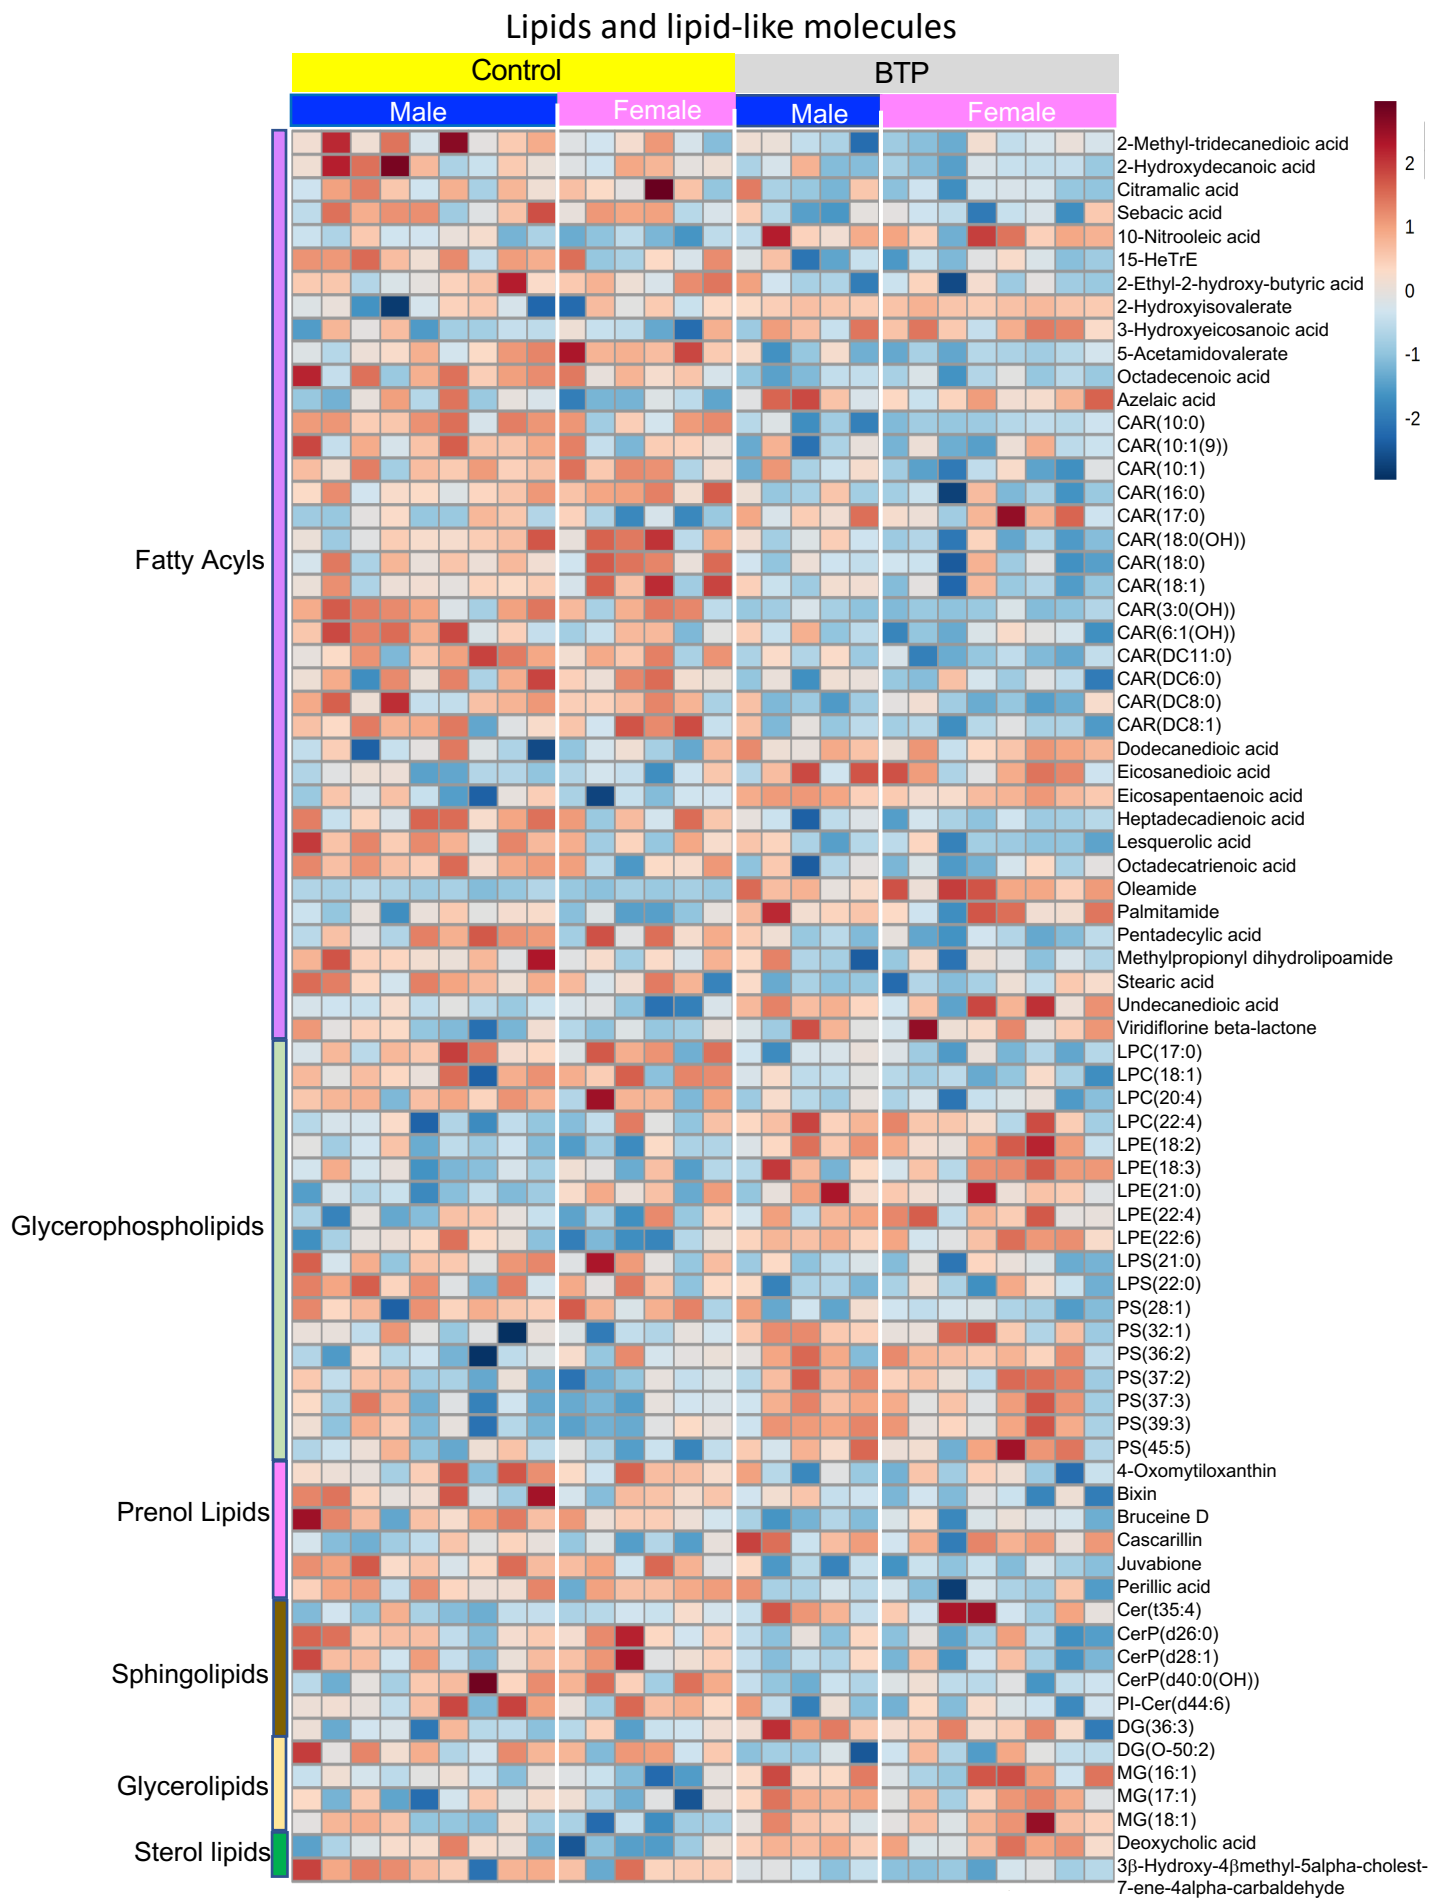 Lipids and lipid-like molecules
Control
BTP
Male
Female
Male
Female
2
1
0
-1
-2
Fatty Acyls
Glycerophospholipids
Prenol Lipids
Sphingolipids
Glycerolipids
Sterol lipids
2-Methyl-tridecanedioic acid
2-Hydroxydecanoic acid
Citramalic acid
Sebacic acid
10-Nitrooleic acid
15-HeTrE
2-Ethyl-2-hydroxy-butyric acid
2-Hydroxyisovalerate
3-Hydroxyeicosanoic acid
5-Acetamidovalerate
Octadecenoic acid
Azelaic acid
CAR(10:0)
CAR(10:1(9))
CAR(10:1)
CAR(16:0)
CAR(17:0)
CAR(18:0(OH))
CAR(18:0)
CAR(18:1)
CAR(3:0(OH))
CAR(6:1(OH))
CAR(DC11:0)
CAR(DC6:0)
CAR(DC8:0)
CAR(DC8:1)
Dodecanedioic acid
Eicosanedioic acid
Eicosapentaenoic acid
Heptadecadienoic acid
Lesquerolic acid
Octadecatrienoic acid
Oleamide
Palmitamide
Pentadecylic acid
Methylpropionyl dihydrolipoamide
Stearic acid
Undecanedioic acid
Viridiflorine beta-lactone
LPC(17:0)
LPC(18:1)
LPC(20:4)
LPC(22:4)
LPE(18:2)
LPE(18:3)
LPE(21:0)
LPE(22:4)
LPE(22:6)
LPS(21:0)
LPS(22:0)
PS(28:1)
PS(32:1)
PS(36:2)
PS(37:2)
PS(37:3)
PS(39:3)
PS(45:5)
4-Oxomytiloxanthin
Bixin
Bruceine D
Cascarillin
Juvabione
Perillic acid
Cer(t35:4)
CerP(d26:0)
CerP(d28:1)
CerP(d40:0(OH))
PI-Cer(d44:6)
DG(36:3)
DG(O-50:2)
MG(16:1)
MG(17:1)
MG(18:1)
Deoxycholic acid
3β-Hydroxy-4βmethyl-5alpha-cholest-
7-ene-4alpha-carbaldehyde